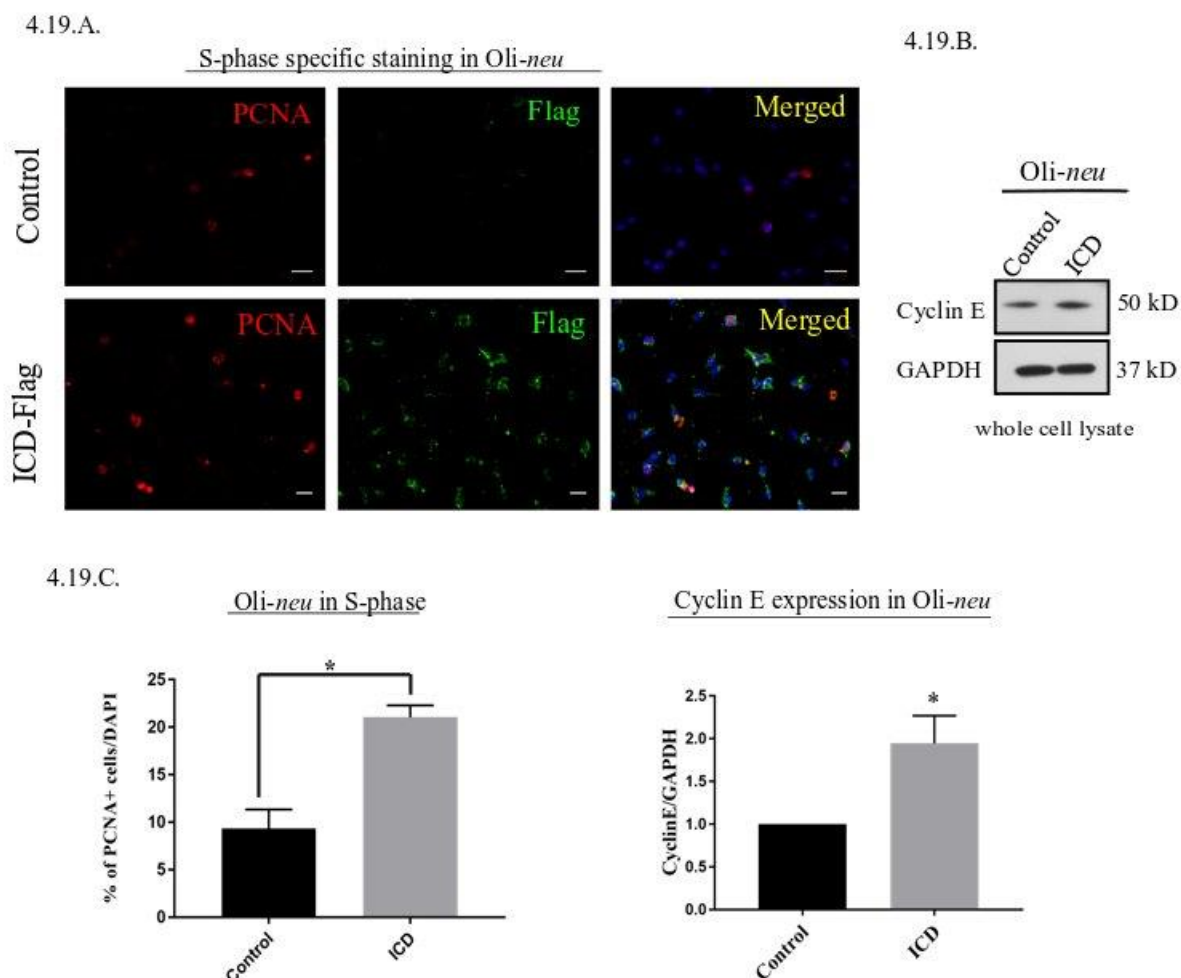 4.19.A.
S-phase specific staining in Oli-neu
Control
PCNA
Flag
Merged
ICD-Flag
PCNA
Flag
Merged
4.19.B.
Oli-neu
Control
ICD
Cyclin E
50 kD
GAPDH
37 kD
whole cell lysate
4.19.C.
Oli-neu in S-phase
*
% of PCNA+ cells/DAPI
25
20
15
10
5
0
Control
ICD
Cyclin E expression in Oli-neu
*
CyclinE/GAPDH
2.5
2.0
1.5
1.0
0.5
0.0
Control
ICD